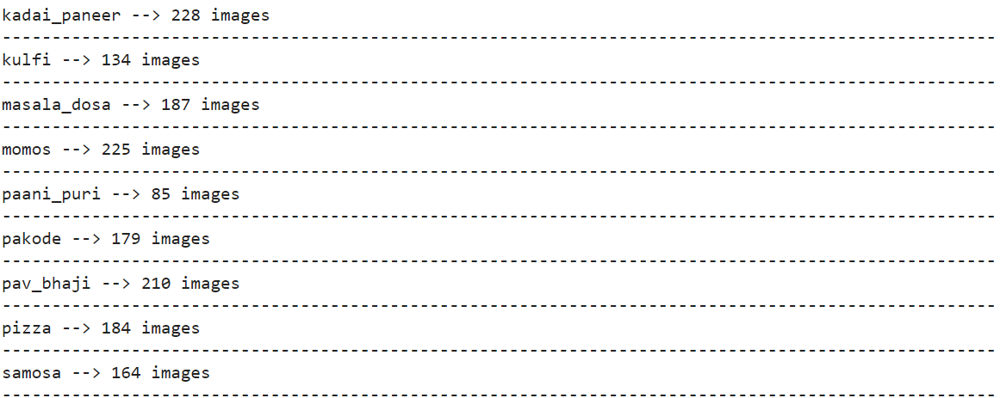 kadai_paneer --> 228 images
----------------------------------------------------------------------------------------------------
kulfi --> 134 images
----------------------------------------------------------------------------------------------------
masala_dosa --> 187 images
----------------------------------------------------------------------------------------------------
momos --> 225 images
----------------------------------------------------------------------------------------------------
paani_puri --> 85 images
----------------------------------------------------------------------------------------------------
pakode --> 179 images
----------------------------------------------------------------------------------------------------
pav_bhaji --> 210 images
----------------------------------------------------------------------------------------------------
pizza --> 184 images
----------------------------------------------------------------------------------------------------
samosa --> 164 images
----------------------------------------------------------------------------------------------------